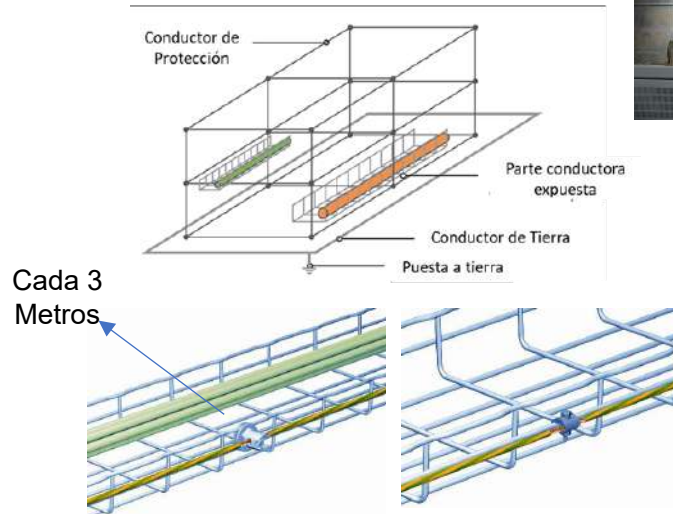 Conductor de
Protección
Parte conductora
expuesta
Conductor de Tierra
Puesta a tierra
Cada 3
Metros